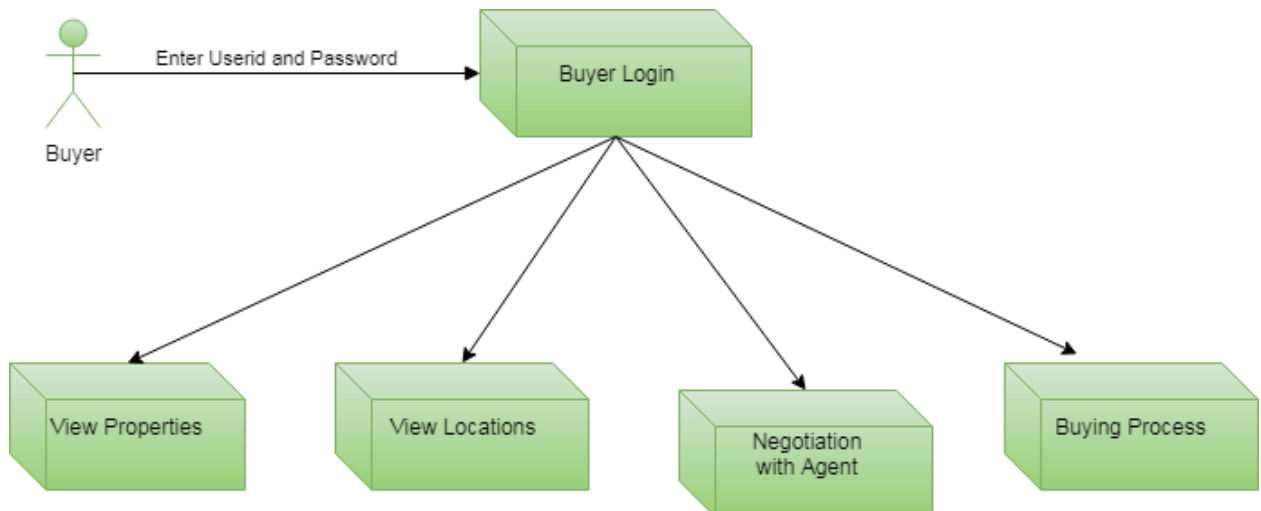 Enter Userid and Password
Buyer Login
Buyer
View Properties
View Locations
Negotiation
with Agent
Buying Process